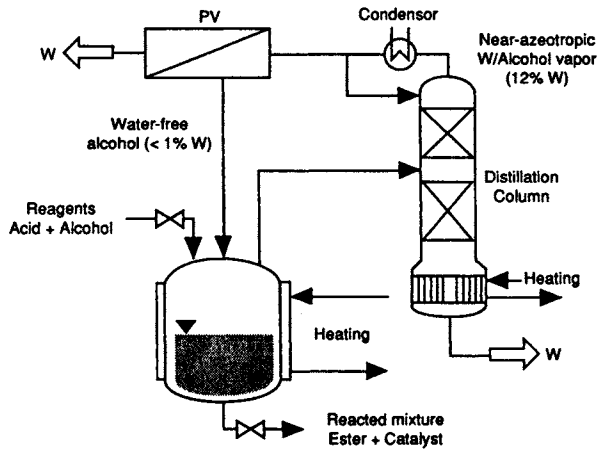 PV
Condensor
W
Near-azeotropic
W/Alcohol vapor
(12% W)
Water-free
alcohol (< 1% W)
Distillation
Column
Reagents
Acid + Alcohol
Heating
Heating
W
Reacted mixture
Ester + Catalyst